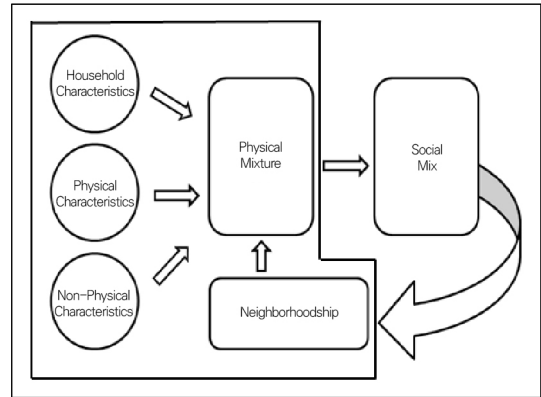 Household
Characteristics
Physical
Mixture
Social
Mix
Physical
Characteristics
Non-Physical
Characteristics
Neighborhoodship